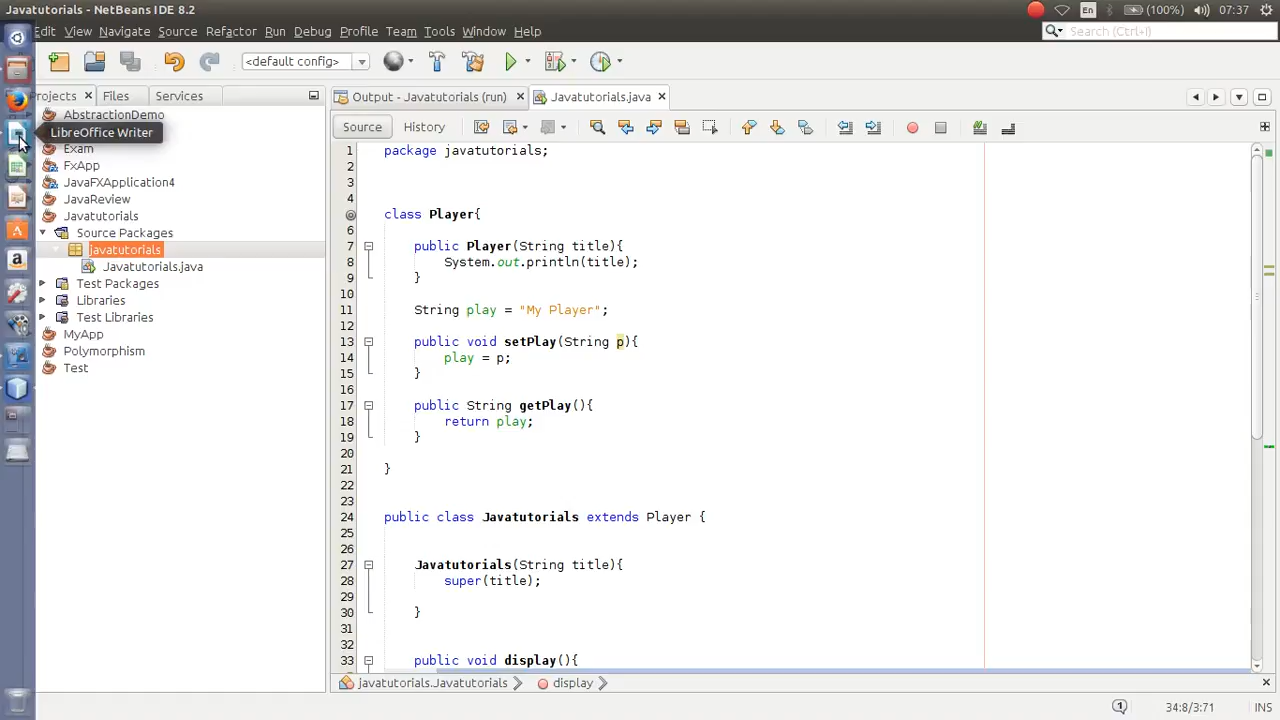 Javatutorials - NetBeans IDE 8.2
En
(100%)
07:37
Edit View Navigate Source Refactor Run Debug Profile Team Tools Window Help
Search (Ctrl+I)
<default config>
Projects
Files
Services
Output - Javatutorials (run)
Javatutorials.java
AbstractionDemo
LibreOffice Writer
Exam
FxApp
JavaFXApplication4
JavaReview
Javatutorials
Source Packages
javatutorials
Javatutorials.java
Test Packages
Libraries
Test Libraries
MyApp
Polymorphism
Test
Source
History
1 package javatutorials;
2
3
4
class Player{
6
7 public Player(String title){
8 System.out.println(title);
9 }
10
11 String play = "My Player";
12
13 public void setPlay(String p){
14 play = p;
15 }
16
17 public String getPlay(){
18 return play;
19 }
20
21 }
22
23
24 public class Javatutorials extends Player {
25
26
27 Javatutorials(String title){
28 super(title);
29
30 }
31
32
33 public void display(){
javatutorials.Javatutorials
display
1
34:8/3:71
INS